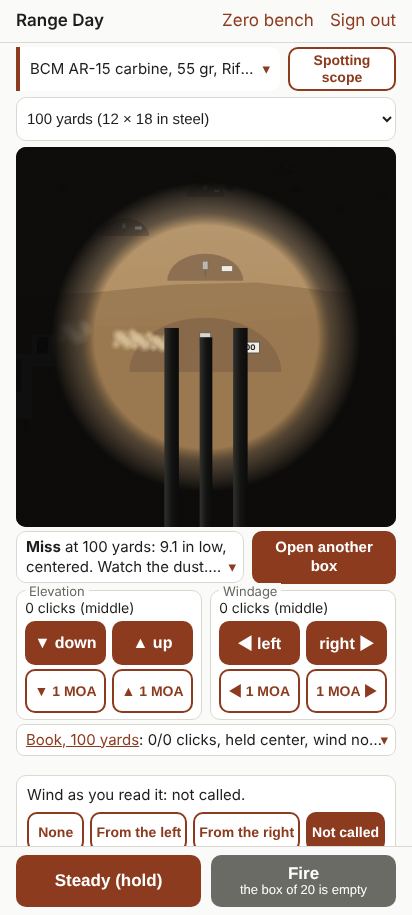 Range Day
Zero bench
Sign out
BCM AR-15 carbine, 55 gr, Rif... ▼
Spotting
scope
100 yards (12 × 18 in steel)
00
Miss at 100 yards: 9.1 in low,
centered. Watch the dust.... ▼
Open another
box
Elevation
0 clicks (middle)
▼ down
▲ up
▼ 1 MOA
▲ 1 MOA
Windage
0 clicks (middle)
◀ left
right ▶
◀ 1 MOA
1 MOA ▶
Book, 100 yards: 0/0 clicks, held center, wind no...▼
Wind as you read it: not called.
None
From the left
From the right
Not called
Steady (hold)
Fire
the box of 20 is empty